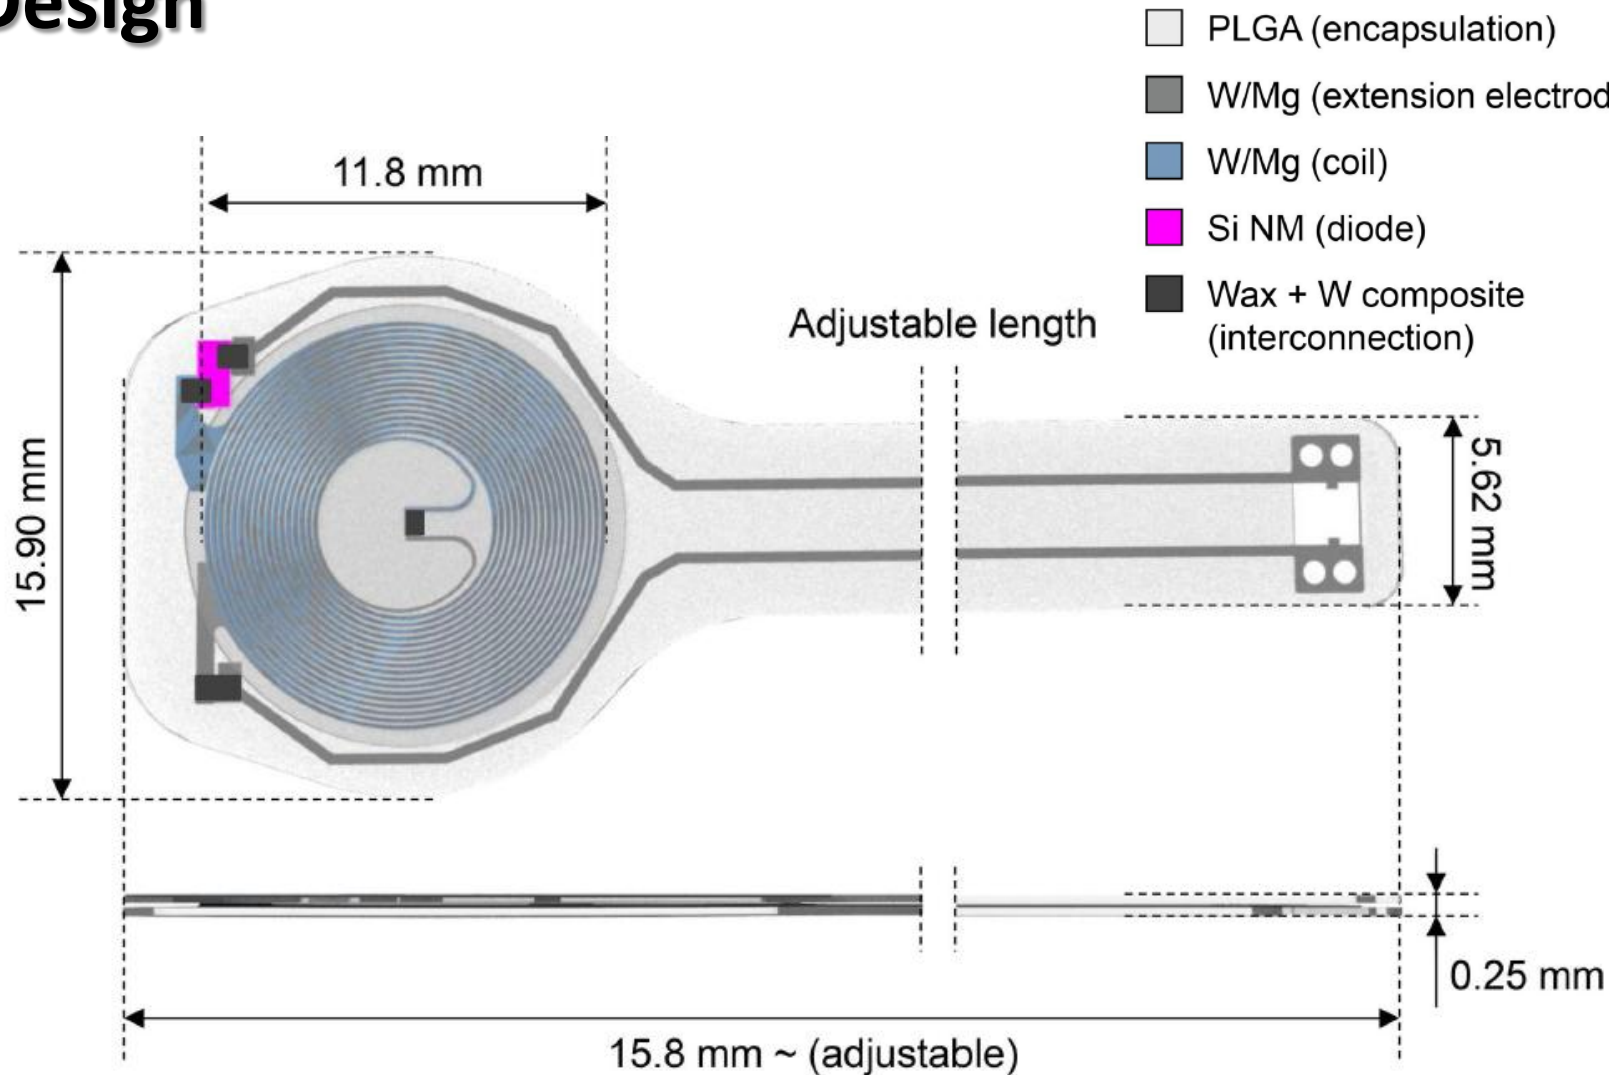 Design
PLGA (encapsulation)
W/Mg (extension electrod
W/Mg (coil)
Si NM (diode)
Wax + W composite
(interconnection)
11.8 mm
Adjustable length
15.90 mm
5.62 mm
0.25 mm
15.8 mm ~ (adjustable)